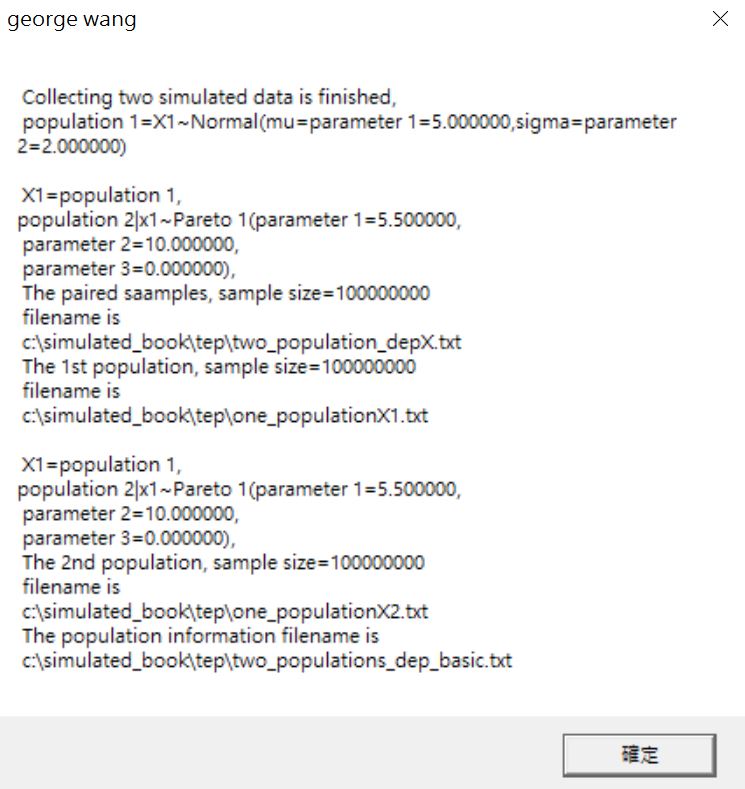 george wang
Collecting two simulated data is finished,
population 1=X1~Normal(mu=parameter 1=5.000000,sigma=parameter
2=2.000000)
X1=population 1,
population 2|x1~Pareto 1(parameter 1=5.500000,
parameter 2=10.000000,
parameter 3=0.000000),
The paired saamples, sample size=100000000
filename is
c:\simulated_book\tep\two_population_depX.txt
The 1st population, sample size=100000000
filename is
c:\simulated_book\tep\one_populationX1.txt
X1=population 1,
population 2|x1~Pareto 1(parameter 1=5.500000,
parameter 2=10.000000,
parameter 3=0.000000),
The 2nd population, sample size=100000000
filename is
c:\simulated_book\tep\one_populationX2.txt
The population information filename is
c:\simulated_book\tep\two_populations_dep_basic.txt
確定